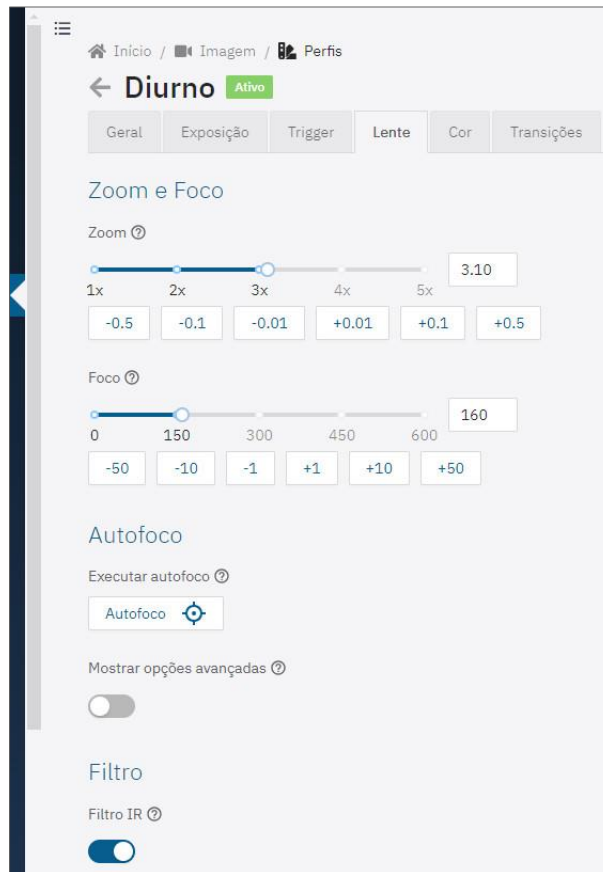 Início / Imagem / Perfis
Diurno Ativo
Geral Exposição Trigger Lente Cor Transições
Zoom e Foco
Zoom
3.10
1x 2x 3x 4x 5x
-0.5 -0.1 -0.01 +0.01 +0.1 +0.5
Foco
160
0 150 300 450 600
-50 -10 -1 +1 +10 +50
Autofoco
Executar autofoco
Autofoco
Mostrar opções avançadas
Filtro
Filtro IR